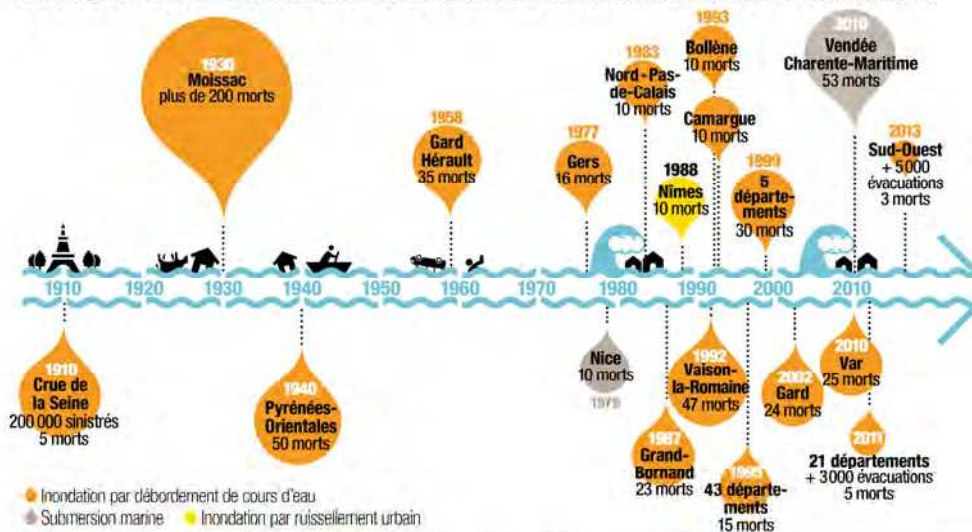 1930
Moissac
plus de 200 morts
1958
Gard
Hérault
35 morts
1977
Gers
16 morts
1983
Nord-Pas-
de-Calais
10 morts
1988
Nîmes
10 morts
1993
Bollène
10 morts
Camargue
10 morts
1999
5
départe-
ments
30 morts
2010
Vendée
Charente-Maritime
53 morts
2013
Sud-Ouest
+ 5000
évacuations
3 morts
1910 1920 1930 1940 1950 1960 1970 1980 1990 2000 2010
1910
Crue de
la Seine
200 000 sinistrés
5 morts
1940
Pyrénées-
Orientales
50 morts
Nice
10 morts
1979
1987
Grand-
Bornand
23 morts
1992
Vaison-
la-Romaine
47 morts
43 départe-
ments
15 morts
2002
Gard
24 morts
2010
Var
25 morts
2011
21 départements
+ 3000 évacuations
5 morts
Inondation par débordement de cours d'eau
Submersion marine
Inondation par ruissellement urbain